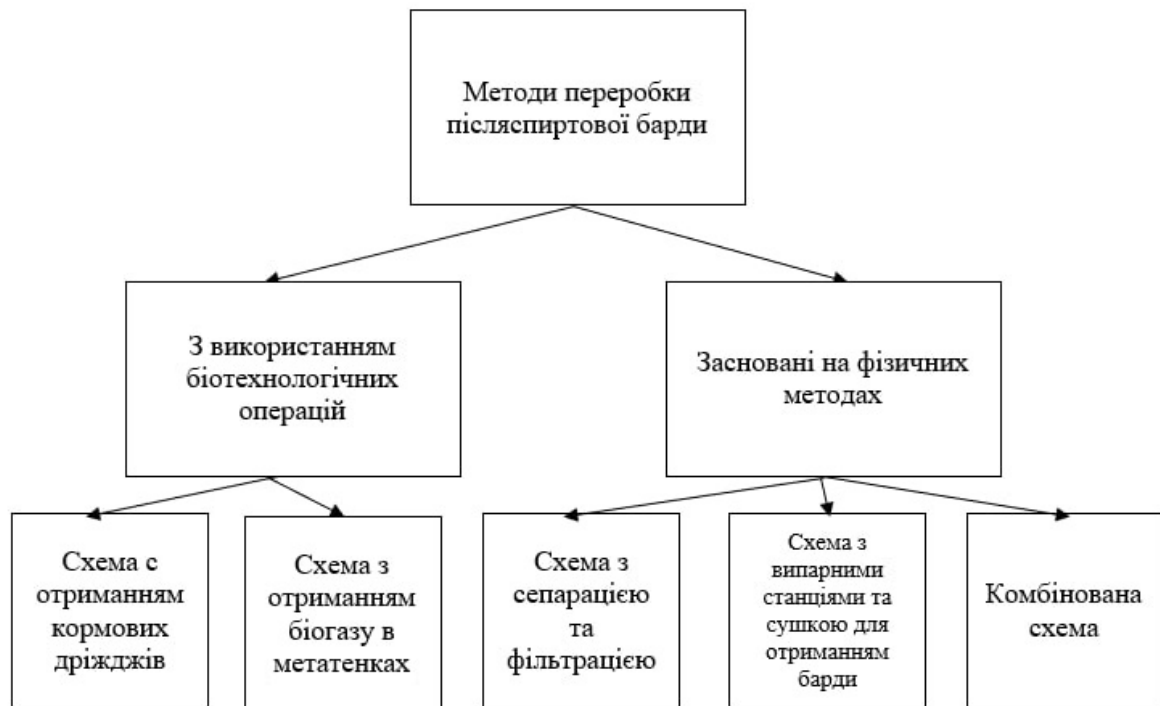 Методи переробки
післяспиртової барди
З використанням
біотехнологічних
операцій
Засновані на фізичних
методах
Схема с
отриманням
кормових
дріжджів
Схема з
отриманням
біогазу в
метатенках
Схема з
сепарацією
та
фільтрацією
Схема з
випарними
станціями та
сушкою для
отриманням
барди
Комбінована
схема